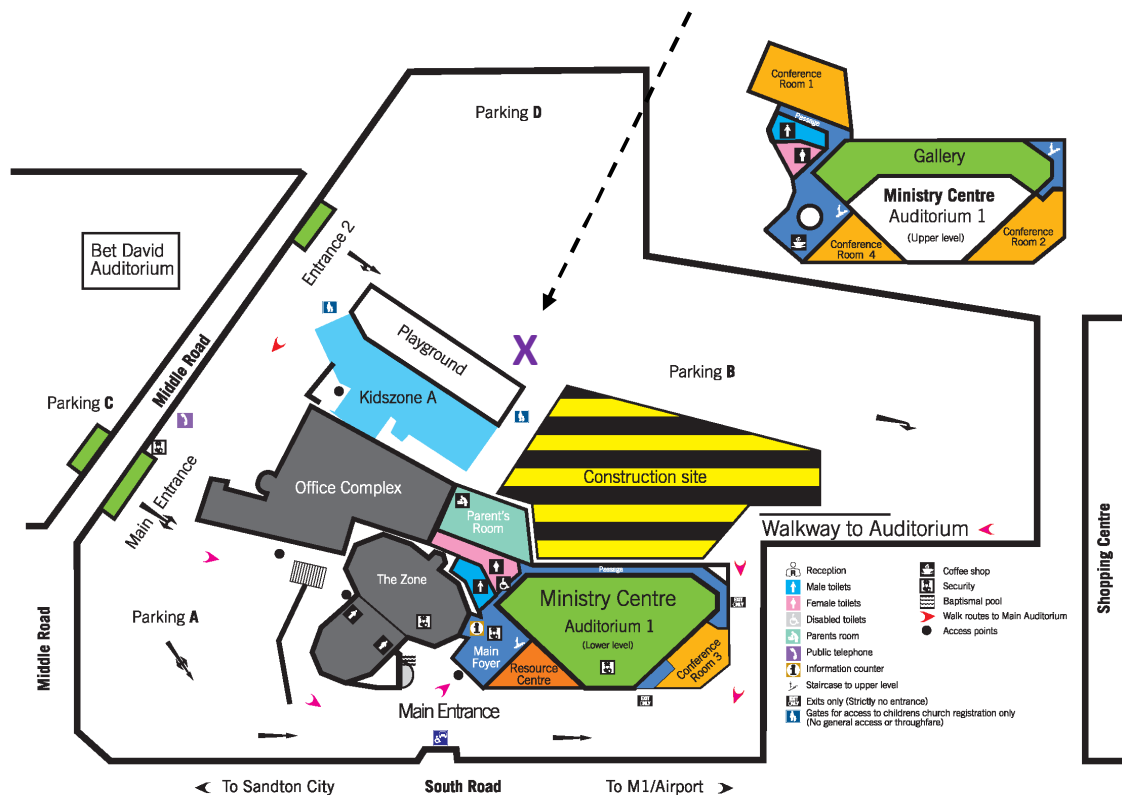 Conference
Room 1
Parking D
Passage
Gallery
Ministry Centre
Auditorium 1
(Upper level)
Conference
Room 2
Conference
Room 4
Bet David
Auditorium
Entrance 2
Playground
X
Middle Road
Kidszone A
Parking B
Parking C
Main Entrance
Office Complex
Construction site
Parent's
Room
Walkway to Auditorium
Shopping Centre
The Zone
Passage
Ministry Centre
Auditorium 1
(Lower level)
Parking A
Middle Road
Main
Foyer
Resource
Centre
Conference
Room 3
Main Entrance
Reception
Male toilets
Female toilets
Disabled toilets
Parents room
Public telephone
Information counter
Staircase to upper level
Exits only (Strictly no entrance)
Gates for access to childrens church registration only
(No general access or throughfare)
Coffee shop
Security
Baptismal pool
Walk routes to Main Auditorium
Access points
To Sandton City
South Road
To M1/Airport